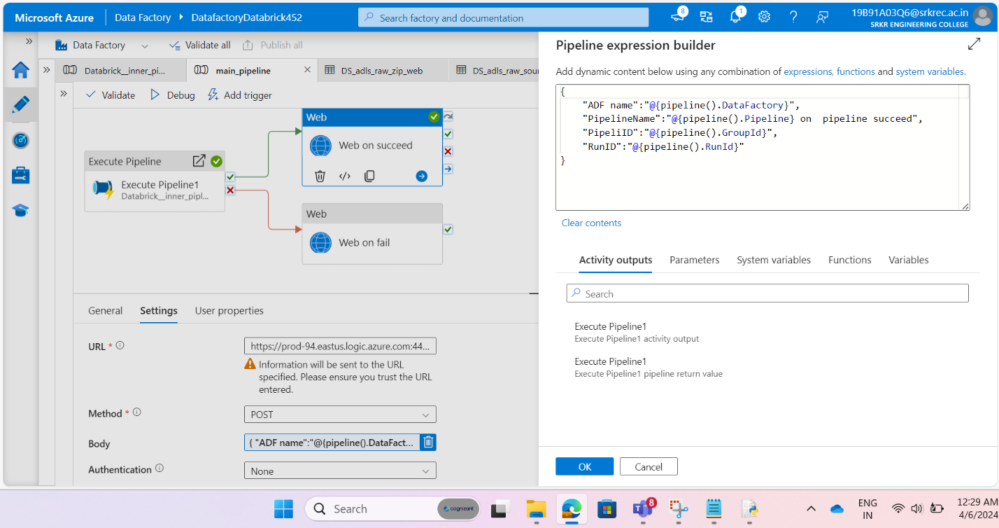 Microsoft Azure
Data Factory
DatafactoryDatabrick452
Search factory and documentation
8
1
19B91A03Q6@srkrec.ac.in
SRKR ENGINEERING COLLEGE
Data Factory
Validate all
Publish all
Databrick__inner_pi...
main_pipeline
DS_adls_raw_zip_web
DS_adls_raw_sou
Validate
Debug
Add trigger
Execute Pipeline
Execute Pipeline1
Databrick__inner_pipl...
Web
Web on succeed
Web
Web on fail
General
Settings
User properties
URL *
https://prod-94.eastus.logic.azure.com:44...
Information will be sent to the URL
specified. Please ensure you trust the URL
entered.
Method *
POST
Body
{ "ADF name":"@{pipeline().DataFact...
Authentication
None
Pipeline expression builder
Add dynamic content below using any combination of expressions, functions and system variables.
{
"ADF name":"@{pipeline().DataFactory}",
"PipelineName":"@{pipeline().Pipeline} on  pipeline succeed",
"PipeliID":"@{pipeline().GroupId}",
"RunID":"@{pipeline().RunId}"
}
Clear contents
Activity outputs
Parameters
System variables
Functions
Variables
Search
Execute Pipeline1
Execute Pipeline1 activity output
Execute Pipeline1
Execute Pipeline1 pipeline return value
OK
Cancel
Search
cognizant
8
ENG
IN
12:29 AM
4/6/2024